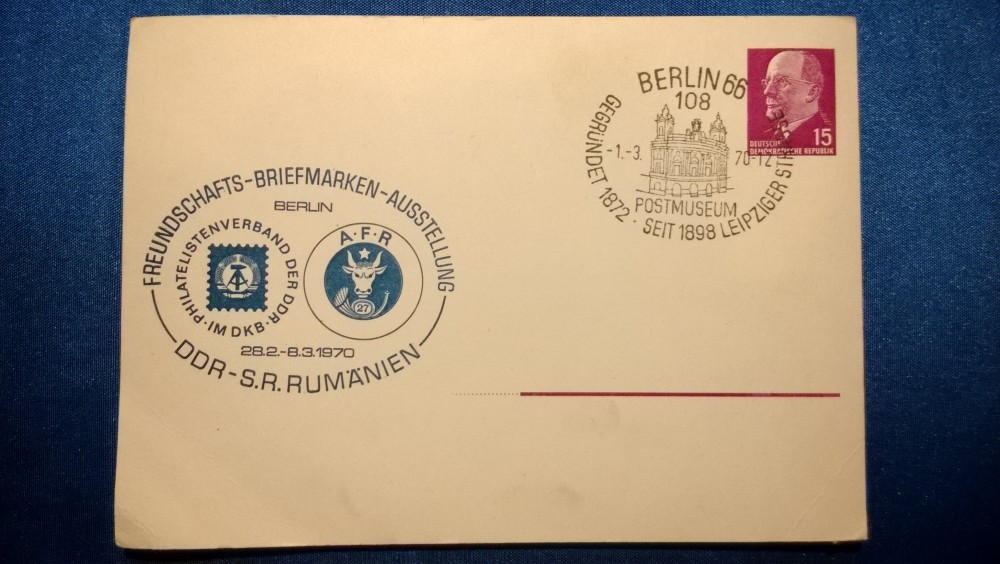 BERLIN 66
108
GEGRÜNDET 1872 · SEIT 1898 LEIPZIGER STRASSE
-1.-3. 70-12
POSTMUSEUM
15
DEUTSCHE
DEMOKRATISCHE REPUBLIK
FREUNDSCHAFTS-BRIEFMARKEN-AUSSTELLUNG
BERLIN
PHILATELISTENVERBAND DER DDR · IM DKB ·
A·F·R
27
28.2.-8.3.1970
DDR-S.R.RUMÄNIEN